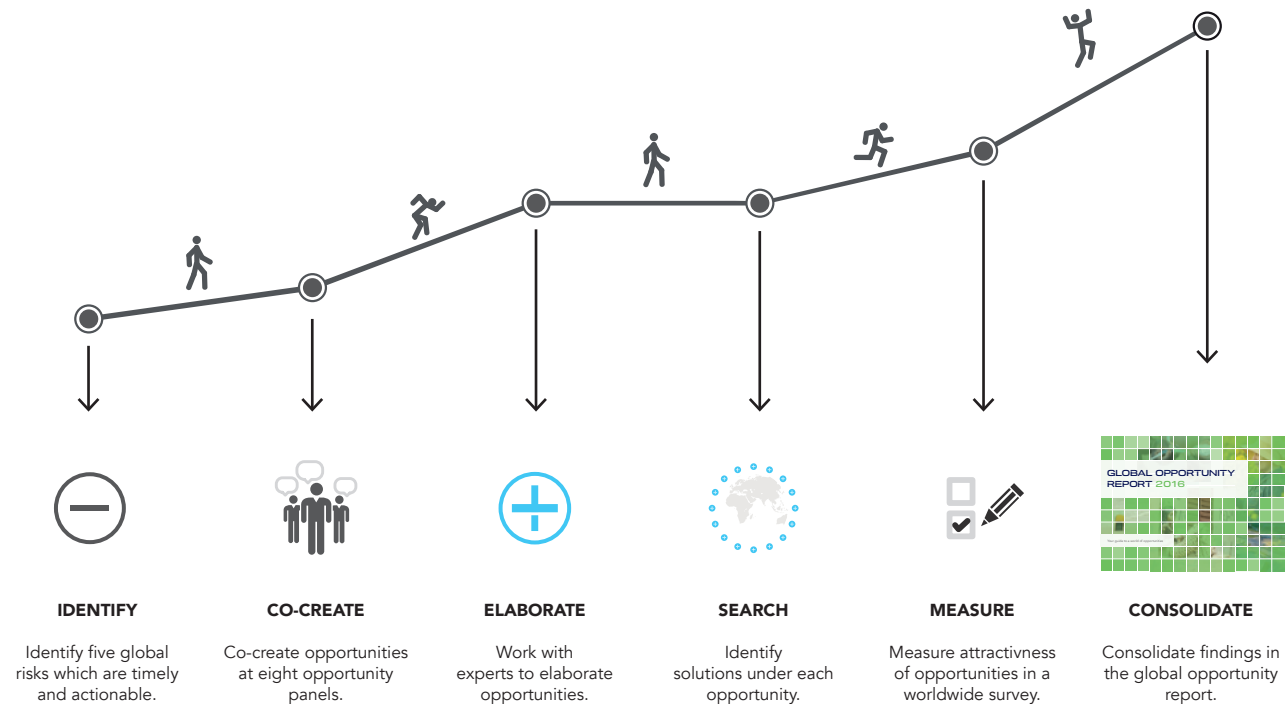 GLOBAL OPPORTUNITY
REPORT 2016
IDENTIFY
Identify five global
risks which are timely
and actionable.
CO-CREATE
Co-create opportunities
at eight opportunity
panels.
ELABORATE
Work with
experts to elaborate
opportunities.
SEARCH
Identify
solutions under each
opportunity.
MEASURE
Measure attractivness
of opportunities in a
worldwide survey.
CONSOLIDATE
Consolidate findings in
the global opportunity
report.